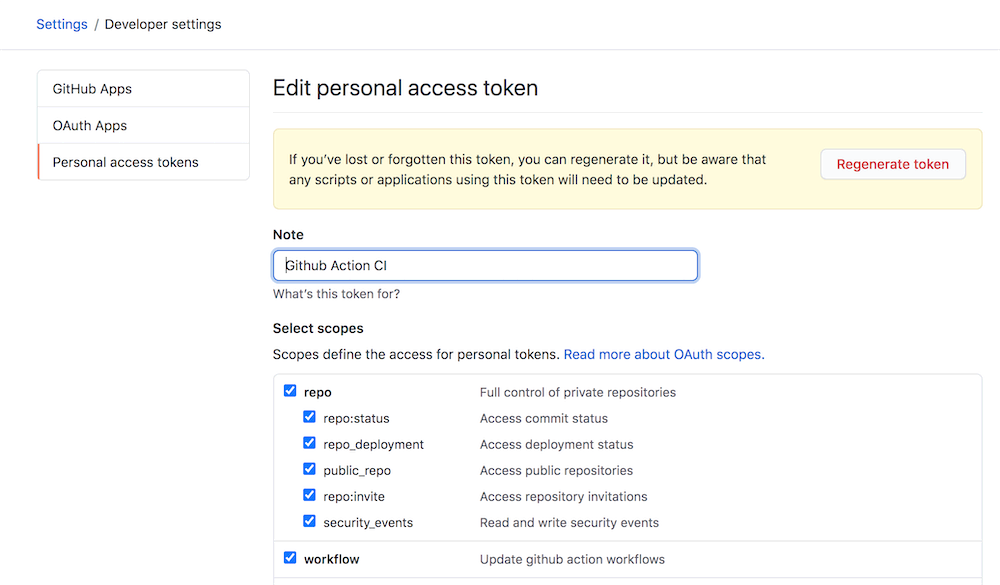 Settings / Developer settings
GitHub Apps
OAuth Apps
Personal access tokens
Edit personal access token
If you've lost or forgotten this token, you can regenerate it, but be aware that
any scripts or applications using this token will need to be updated.
Regenerate token
Note
Github Action CI
What's this token for?
Select scopes
Scopes define the access for personal tokens. Read more about OAuth scopes.
repo Full control of private repositories
repo:status Access commit status
repo_deployment Access deployment status
public_repo Access public repositories
repo:invite Access repository invitations
security_events Read and write security events
workflow Update github action workflows